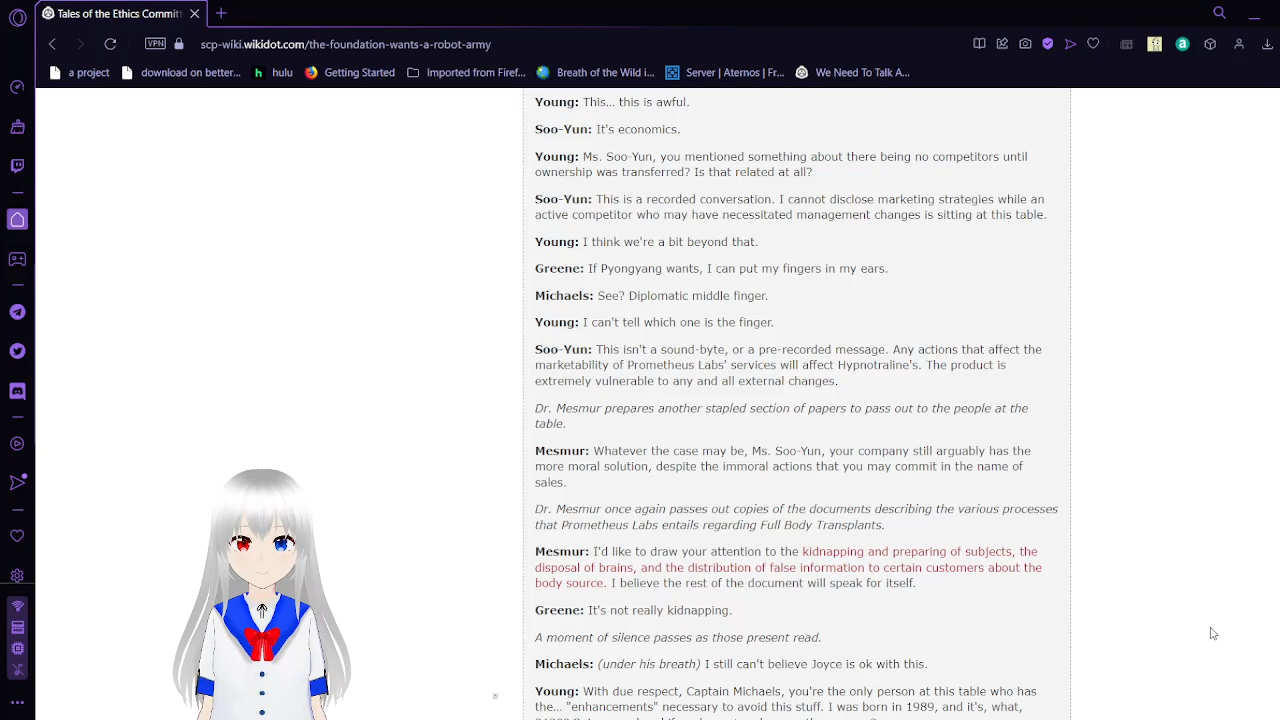 Tales of the Ethics Committ
VPN
scp-wiki.wikidot.com/the-foundation-wants-a-robot-army
a project
download on better...
hulu
Getting Started
Imported from Firef...
Breath of the Wild i...
Server | Aternos | Fr...
We Need To Talk A...
Young: This... this is awful.
Soo-Yun: It's economics.
Young: Ms. Soo-Yun, you mentioned something about there being no competitors until
ownership was transferred? Is that related at all?
Soo-Yun: This is a recorded conversation. I cannot disclose marketing strategies while an
active competitor who may have necessitated management changes is sitting at this table.
Young: I think we're a bit beyond that.
Greene: If Pyongyang wants, I can put my fingers in my ears.
Michaels: See? Diplomatic middle finger.
Young: I can't tell which one is the finger.
Soo-Yun: This isn't a sound-byte, or a pre-recorded message. Any actions that affect the
marketability of Prometheus Labs' services will affect Hypnotraline's. The product is
extremely vulnerable to any and all external changes.
Dr. Mesmur prepares another stapled section of papers to pass out to the people at the
table.
Mesmur: Whatever the case may be, Ms. Soo-Yun, your company still arguably has the
more moral solution, despite the immoral actions that you may commit in the name of
sales.
Dr. Mesmur once again passes out copies of the documents describing the various processes
that Prometheus Labs entails regarding Full Body Transplants.
Mesmur: I'd like to draw your attention to the kidnapping and preparing of subjects, the
disposal of brains, and the distribution of false information to certain customers about the
body source. I believe the rest of the document will speak for itself.
Greene: It's not really kidnapping.
A moment of silence passes as those present read.
Michaels: (under his breath) I still can't believe Joyce is ok with this.
Young: With due respect, Captain Michaels, you're the only person at this table who has
the... "enhancements" necessary to avoid this stuff. I was born in 1989, and it's, what,